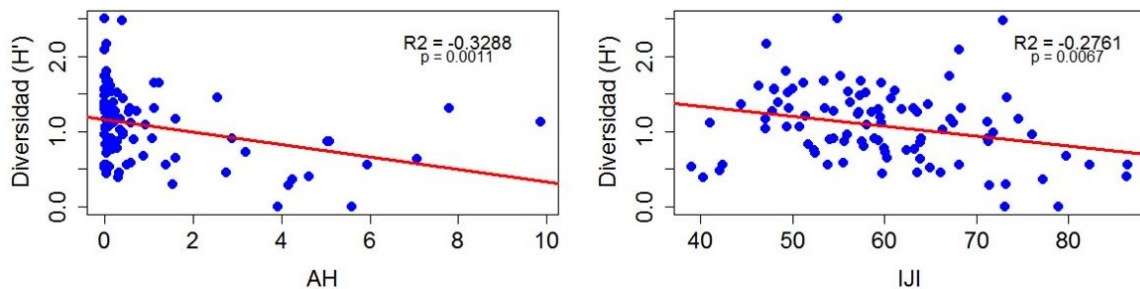 Diversidad (H')
0.0 1.0 2.0
R2 = -0.3288
p = 0.0011
0 2 4 6 8 10
AH
Diversidad (H')
0.0 1.0 2.0
R2 = -0.2761
p = 0.0067
40 50 60 70 80
IJI